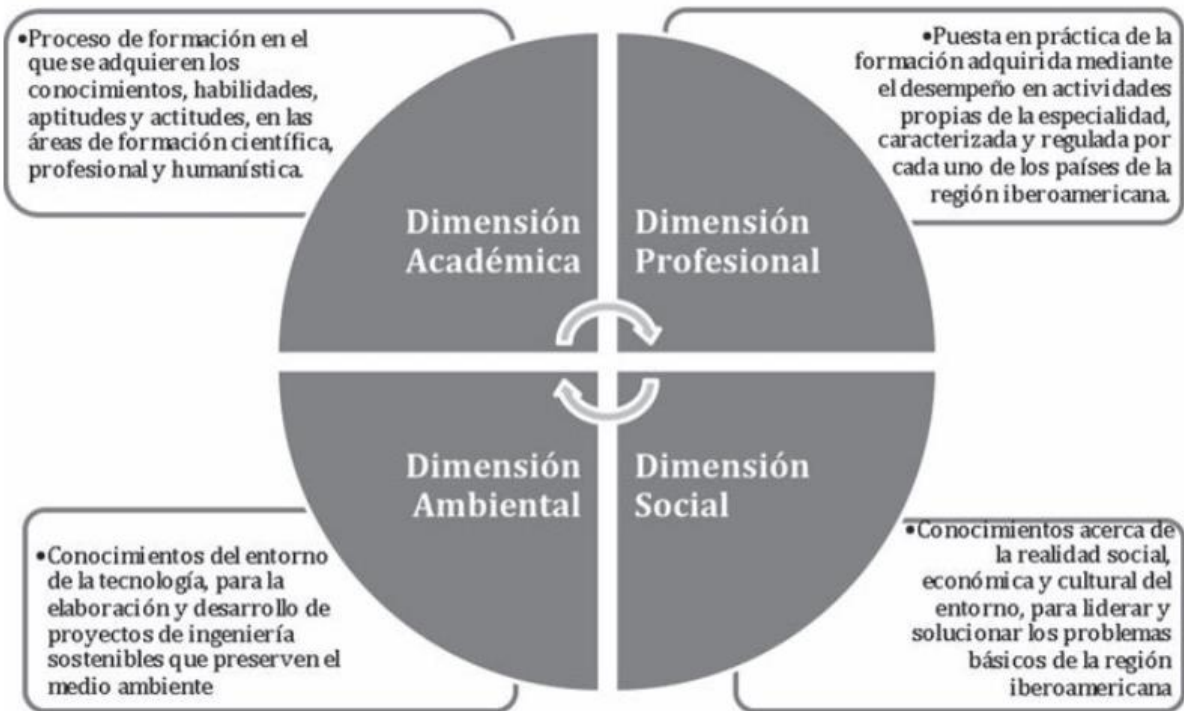 •Proceso de formación en el
que se adquieren los
conocimientos, habilidades,
aptitudes y actitudes, en las
áreas de formación científica,
profesional y humanística.
•Puesta en práctica de la
formación adquirida mediante
el desempeño en actividades
propias de la especialidad,
caracterizada y regulada por
cada uno de los países de la
región iberoamericana.
Dimensión
Académica
Dimensión
Profesional
Dimensión
Ambiental
Dimensión
Social
•Conocimientos del entorno
de la tecnología, para la
elaboración y desarrollo de
proyectos de ingeniería
sostenibles que preserven el
medio ambiente
•Conocimientos acerca de
la realidad social,
económica y cultural del
entorno, para liderar y
solucionar los problemas
básicos de la región
iberoamericana